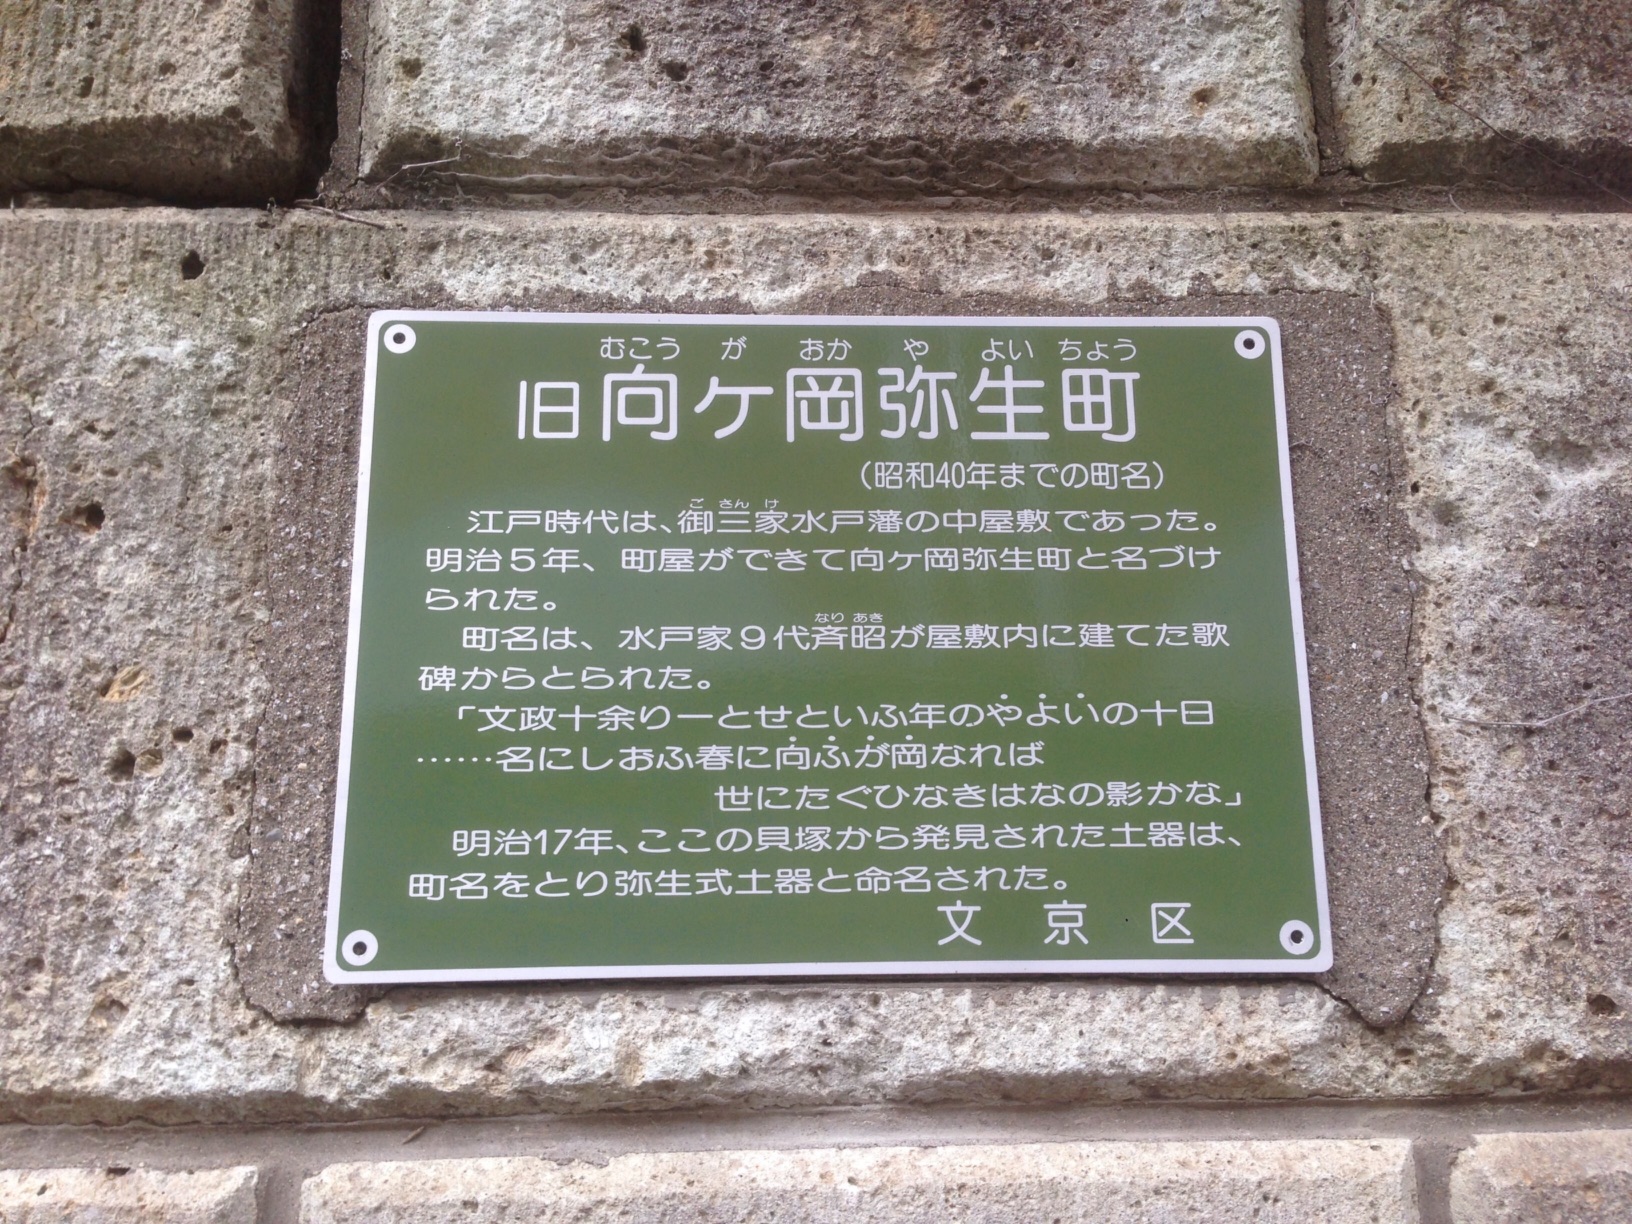 むこう が おか や よい ちょう
旧向ケ岡弥生町
（昭和40年までの町名）
ご さん け
江戸時代は、御三家水戸藩の中屋敷であった。
明治５年、町屋ができて向ケ岡弥生町と名づけ
られた。
なり あき
町名は、水戸家９代斉昭が屋敷内に建てた歌
碑からとられた。
「文政十余り一とせといふ年のやよいの十日
……名にしおふ春に向ふが岡なれば
世にたぐひなきはなの影かな」
明治17年、ここの貝塚から発見された土器は、
町名をとり弥生式土器と命名された。
文京区